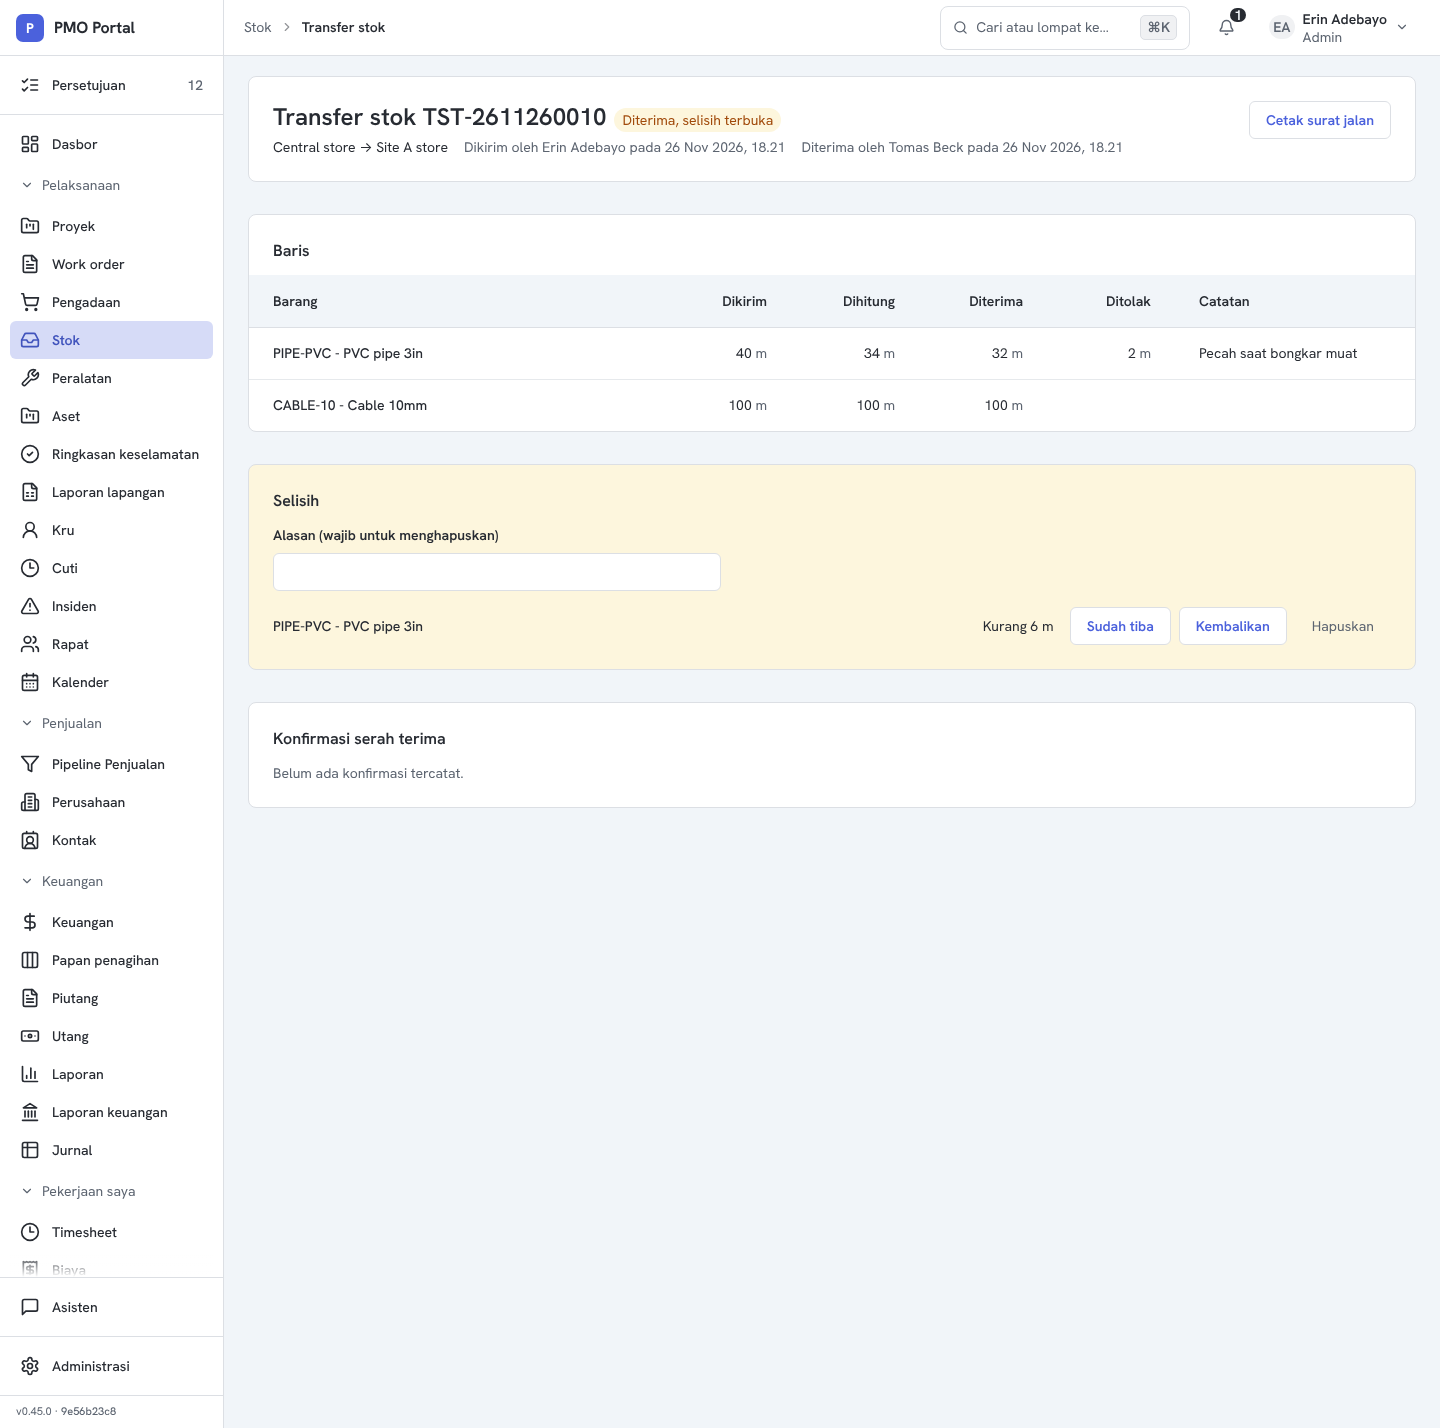 P PMO Portal
Stok > Transfer stok
Cari atau lompat ke... ⌘K
1
EA Erin Adebayo
Admin
Persetujuan 12
Dasbor
Pelaksanaan
Proyek
Work order
Pengadaan
Stok
Peralatan
Aset
Ringkasan keselamatan
Laporan lapangan
Kru
Cuti
Insiden
Rapat
Kalender
Penjualan
Pipeline Penjualan
Perusahaan
Kontak
Keuangan
Keuangan
Papan penagihan
Piutang
Utang
Laporan
Laporan keuangan
Jurnal
Pekerjaan saya
Timesheet
Biaya
Asisten
Administrasi
v0.45.0 · 9e56b23c8
Transfer stok TST-2611260010 Diterima, selisih terbuka
Cetak surat jalan
Central store → Site A store Dikirim oleh Erin Adebayo pada 26 Nov 2026, 18.21 Diterima oleh Tomas Beck pada 26 Nov 2026, 18.21
Baris
Barang Dikirim Dihitung Diterima Ditolak Catatan
PIPE-PVC - PVC pipe 3in 40 m 34 m 32 m 2 m Pecah saat bongkar muat
CABLE-10 - Cable 10mm 100 m 100 m 100 m
Selisih
Alasan (wajib untuk menghapuskan)
PIPE-PVC - PVC pipe 3in Kurang 6 m Sudah tiba Kembalikan Hapuskan
Konfirmasi serah terima
Belum ada konfirmasi tercatat.